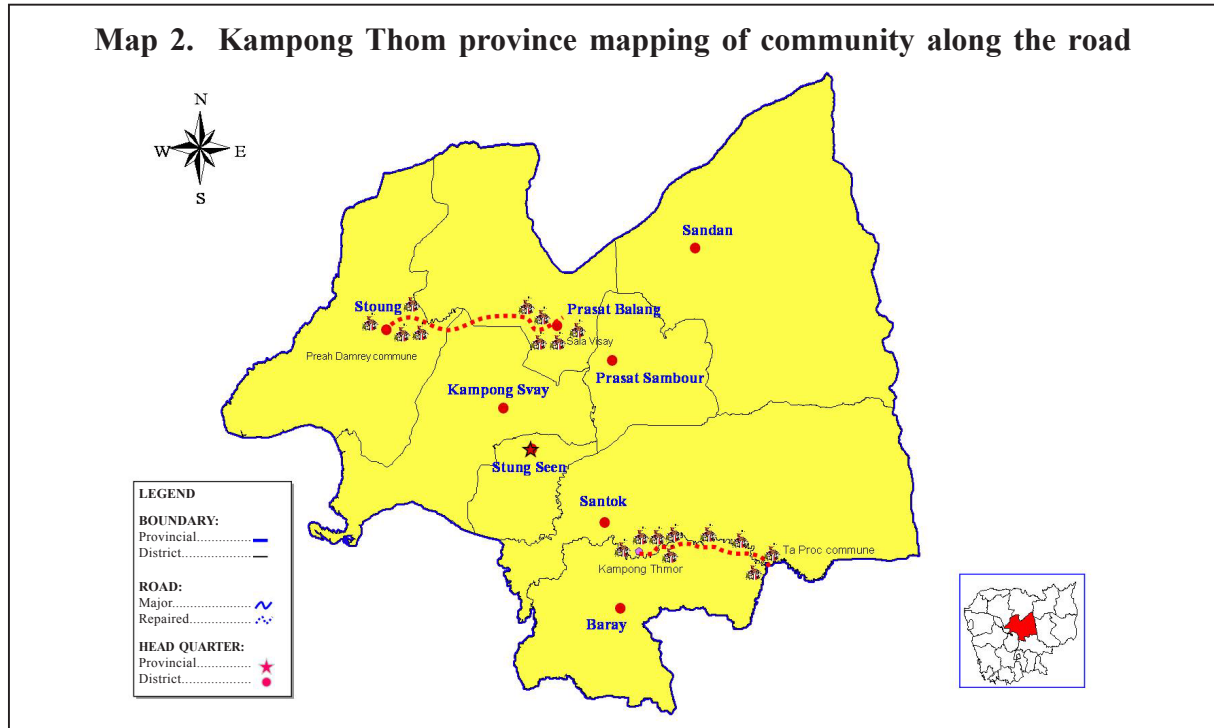 Map 2. Kampong Thom province mapping of community along the road
N
W E
S
Sandan
Stoung
Prasat Balang
Sala Visay
Preah Damrey commune
Prasat Sambour
Kampong Svay
Stung Seen
Santok
Ta Proc commune
Kampong Thmor
Baray
LEGEND
BOUNDARY:
Provincial....................
District........................
ROAD:
Major..........................
Repaired......................
HEAD QUARTER:
Provincial....................
District........................